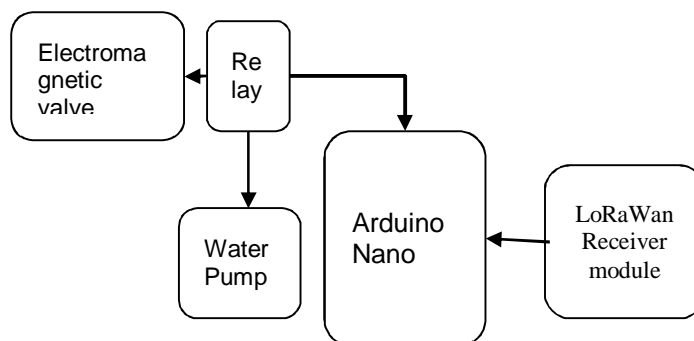 Electroma
gnetic
valve
Re
lay
Water
Pump
Arduino
Nano
LoRaWan
Receiver
module